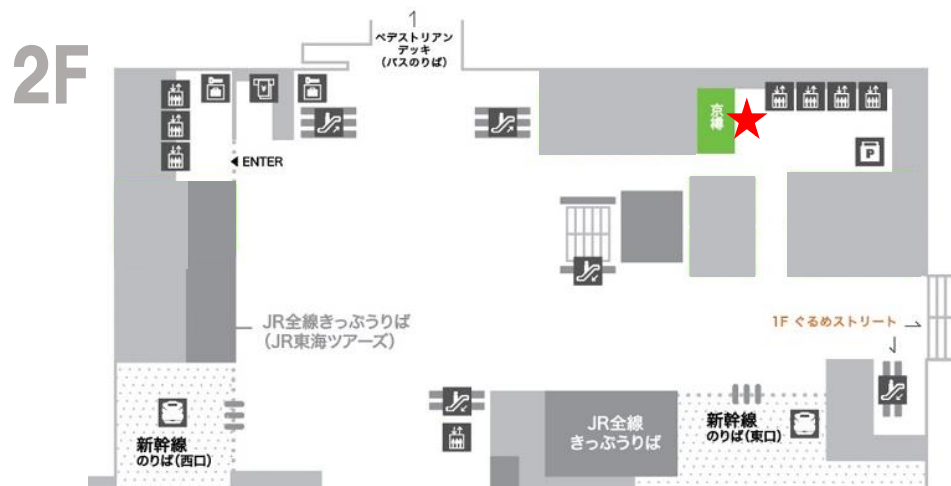 2F
ペデストリアン
デッキ
(バスのりば)
京樽
P
ENTER
JR全線きっぷうりば
(JR東海ツアーズ)
1F ぐるめストリート
新幹線
のりば(西口)
JR全線
きっぷうりば
新幹線
のりば(東口)